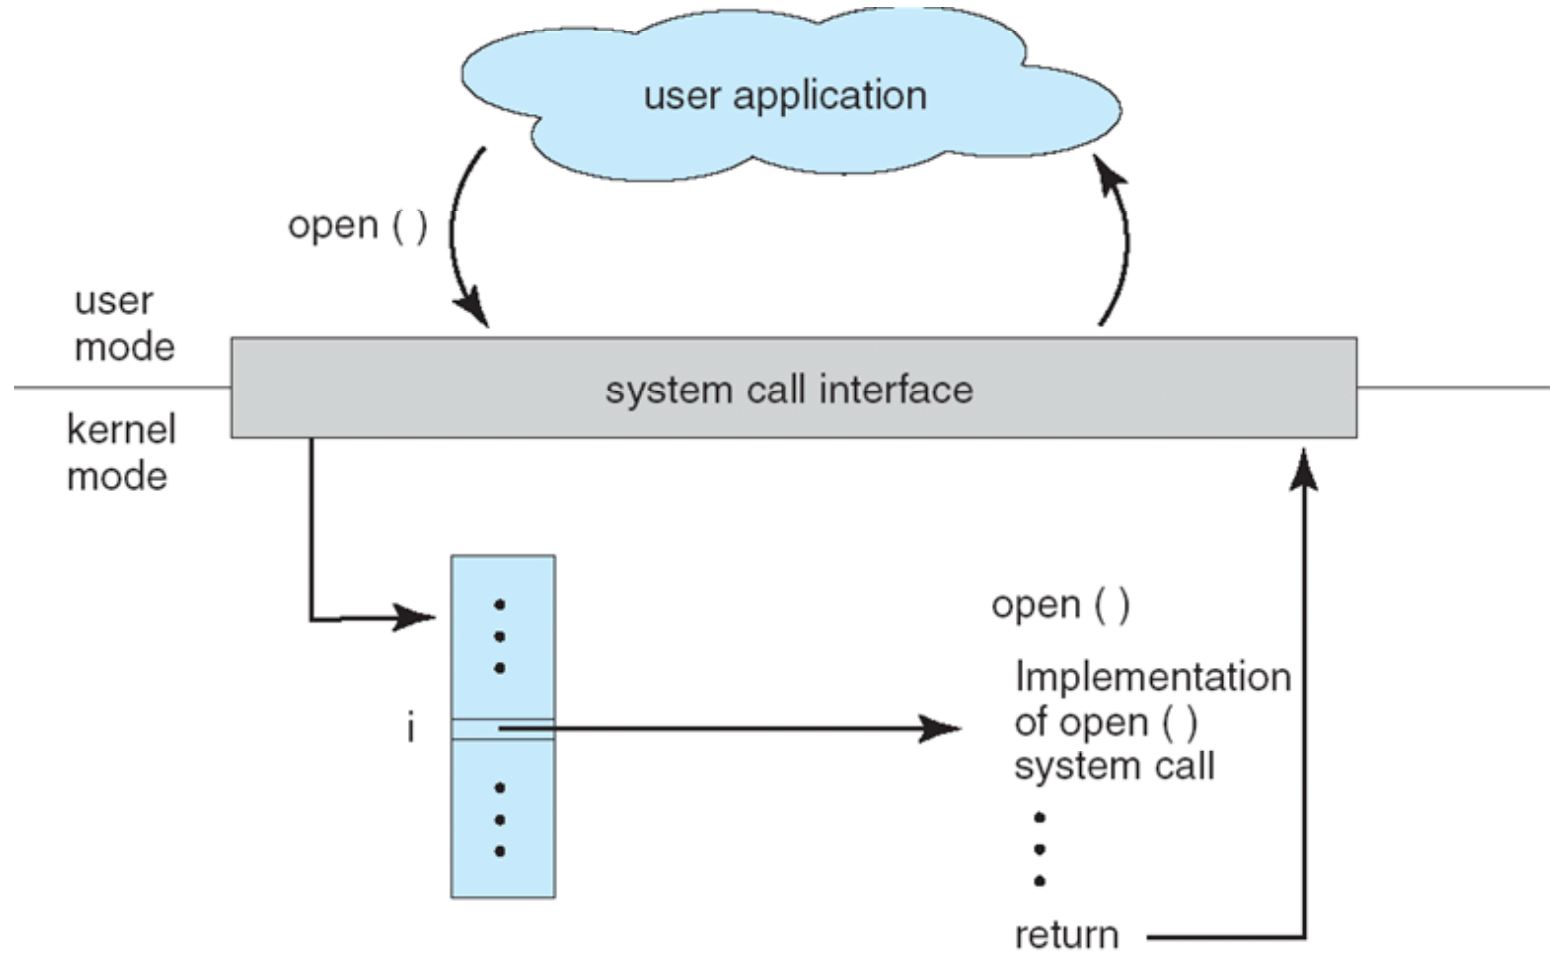 user application
open ( )
user
mode
system call interface
kernel
mode
open ( )
Implementation
of open ( )
system call
i
return